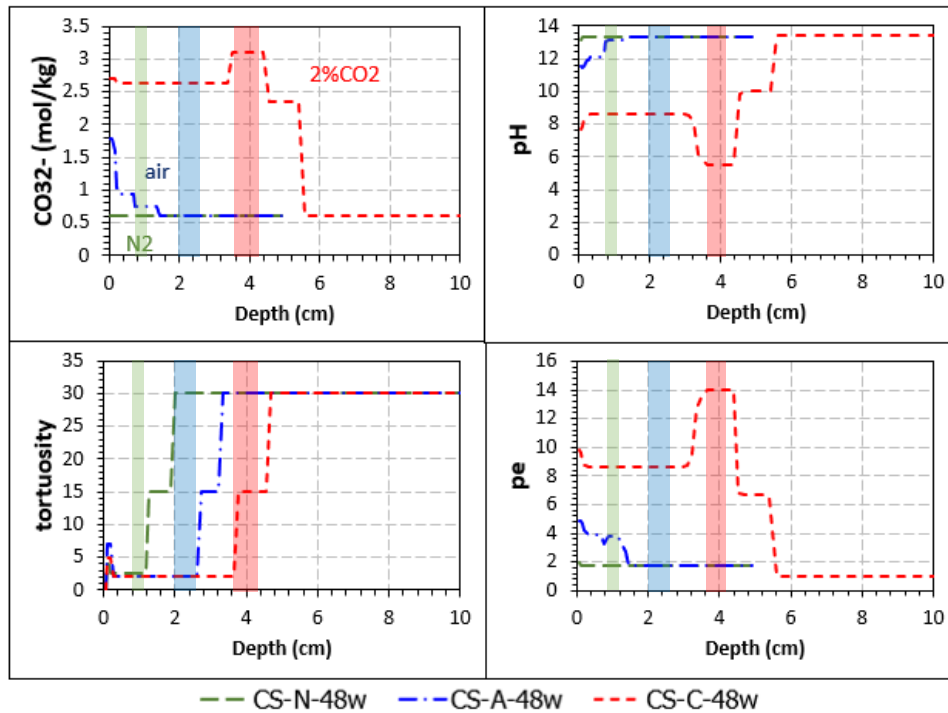 3.5
3
2.5
2
1.5
1
0.5
0
CO32- (mol/kg)
2%CO2
air
N2
0 2 4 6 8 10
Depth (cm)
14
12
10
8
6
4
2
0
pH
0 2 4 6 8 10
Depth (cm)
35
30
25
20
15
10
5
0
tortuosity
0 2 4 6 8 10
Depth (cm)
16
14
12
10
8
6
4
2
0
pe
0 2 4 6 8 10
Depth (cm)
CS-N-48w CS-A-48w CS-C-48w